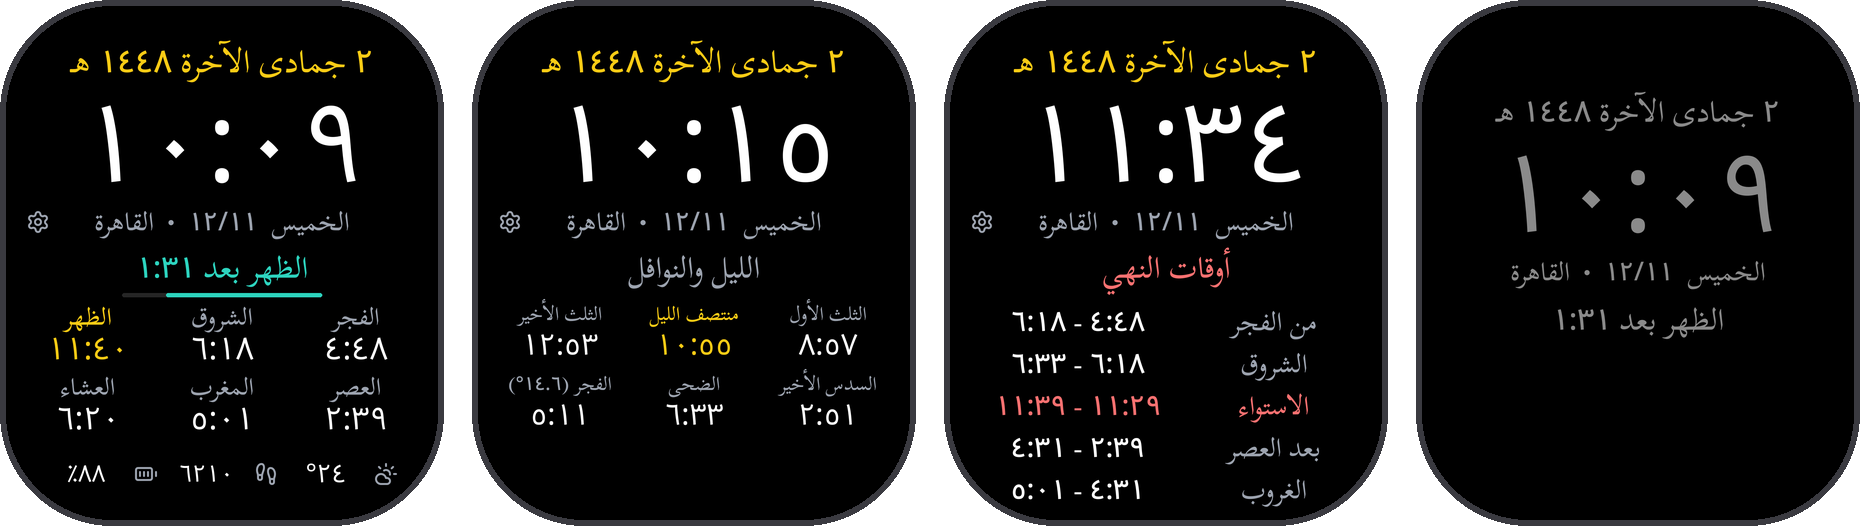 ٢ جمادى الآخرة ١٤٤٨ هـ
١٠:٠٩
الخميس ١٢/١١ • القاهرة
الظهر بعد ١:٣١
الفجر الشروق الظهر
٤:٤٨ ٦:١٨ ١١:٤٠
العصر المغرب العشاء
٢:٣٩ ٥:٠١ ٦:٢٠
°٢٤ ٦٢١٠ ٪٨٨
٢ جمادى الآخرة ١٤٤٨ هـ
١٠:١٥
الخميس ١٢/١١ • القاهرة
الليل والنوافل
الثلث الأول منتصف الليل الثلث الأخير
٨:٥٧ ١٠:٥٥ ١٢:٥٣
السدس الأخير الضحى الفجر (١٤.٦°)
٢:٥١ ٦:٣٣ ٥:١١
٢ جمادى الآخرة ١٤٤٨ هـ
١١:٣٤
الخميس ١٢/١١ • القاهرة
أوقات النهي
من الفجر ٤:٤٨ - ٦:١٨
الشروق ٦:١٨ - ٦:٣٣
الاستواء ١١:٢٩ - ١١:٣٩
بعد العصر ٢:٣٩ - ٤:٣١
الغروب ٤:٣١ - ٥:٠١
٢ جمادى الآخرة ١٤٤٨ هـ
١٠:٠٩
الخميس ١٢/١١ • القاهرة
الظهر بعد ١:٣١